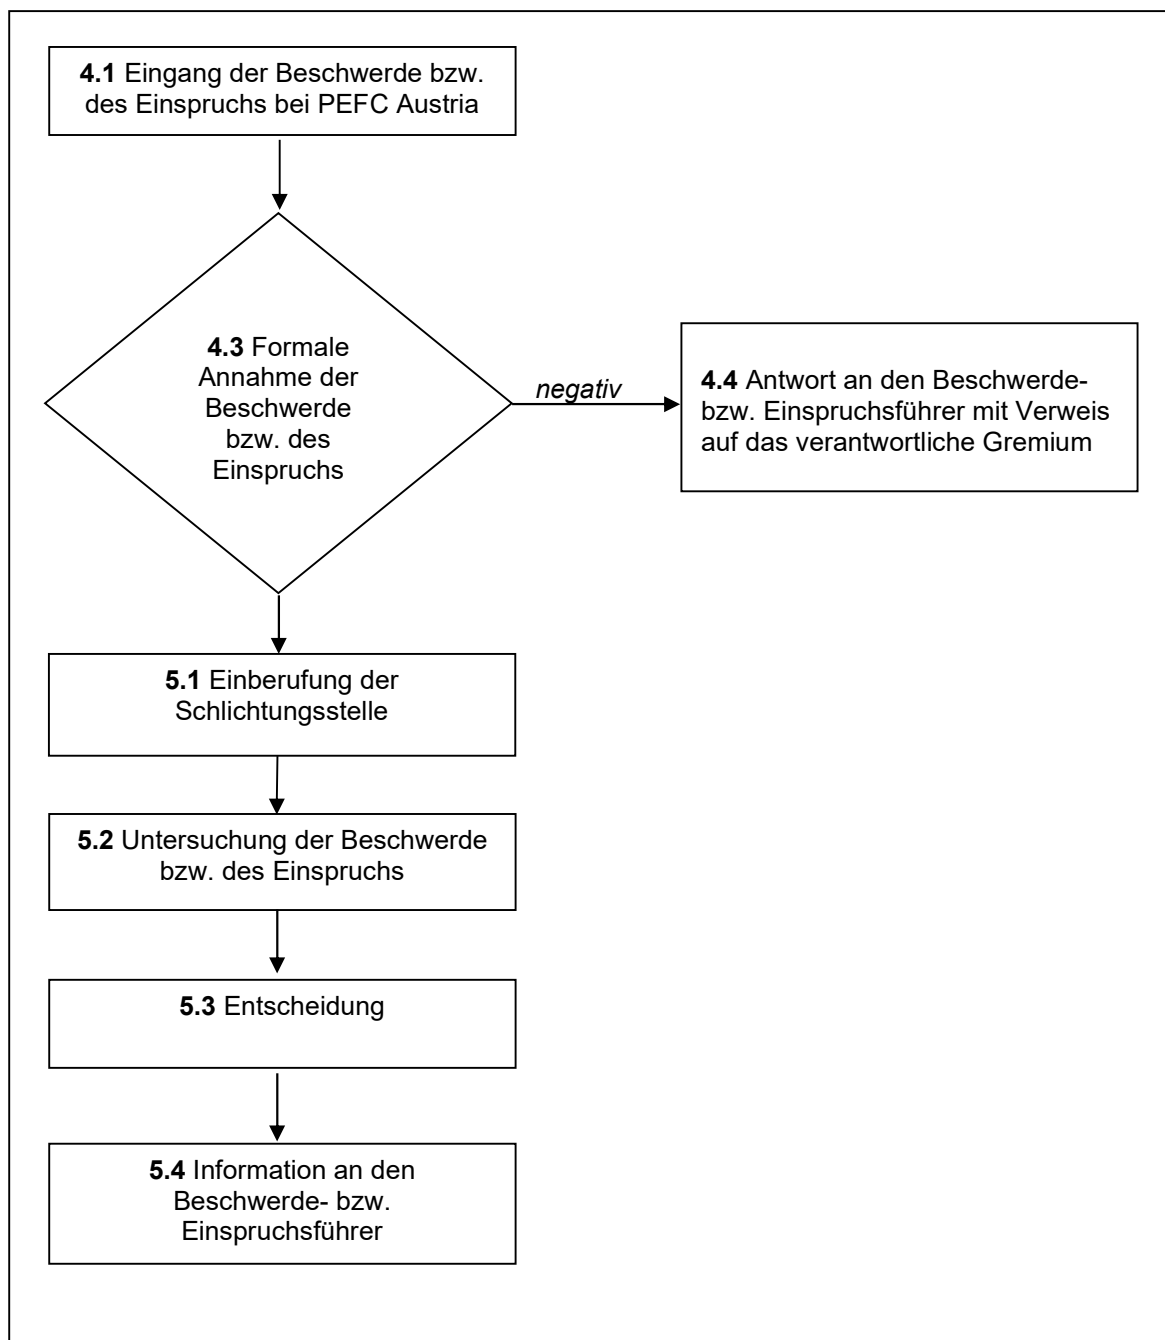 4.1 Eingang der Beschwerde bzw.
des Einspruchs bei PEFC Austria
4.3 Formale
Annahme der
Beschwerde
bzw. des
Einspruchs
negativ
4.4 Antwort an den Beschwerde-
bzw. Einspruchsführer mit Verweis
auf das verantwortliche Gremium
5.1 Einberufung der
Schlichtungsstelle
5.2 Untersuchung der Beschwerde
bzw. des Einspruchs
5.3 Entscheidung
5.4 Information an den
Beschwerde- bzw.
Einspruchsführer